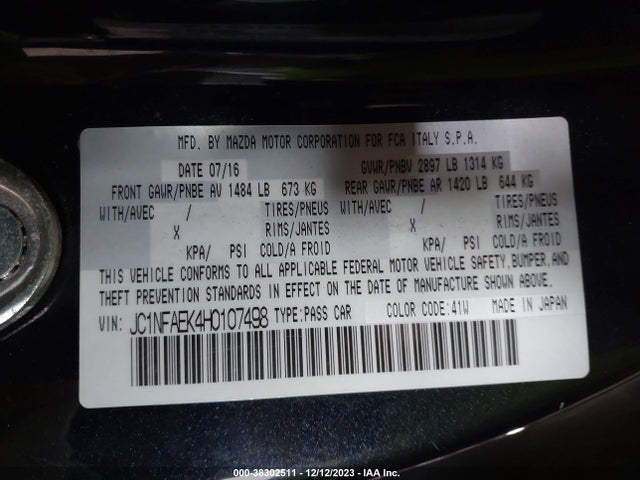 MFD. BY MAZDA MOTOR CORPORATION FOR FCA ITALY S.P.A.
DATE 07/16 GVWR/PNBV 2897 LB 1314 KG
FRONT GAWR/PNBE AV 1484 LB 673 KG REAR GAWR/PNBE AR 1420 LB 644 KG
WITH/AVEC / TIRES/PNEUS WITH/AVEC / TIRES/PNEUS
X RIMS/JANTES X RIMS/JANTES
KPA/ PSI COLD/A FROID KPA/ PSI COLD/A FROID
THIS VEHICLE CONFORMS TO ALL APPLICABLE FEDERAL MOTOR VEHICLE SAFETY, BUMPER, AND
THEFT PREVENTION STANDARDS IN EFFECT ON THE DATE OF MANUFACTURE SHOWN ABOVE.
VIN: JC1NFAEK4H0107498 TYPE: PASS CAR COLOR CODE: 41W MADE IN JAPAN
000-38302511 - 12/12/2023 - IAA Inc.